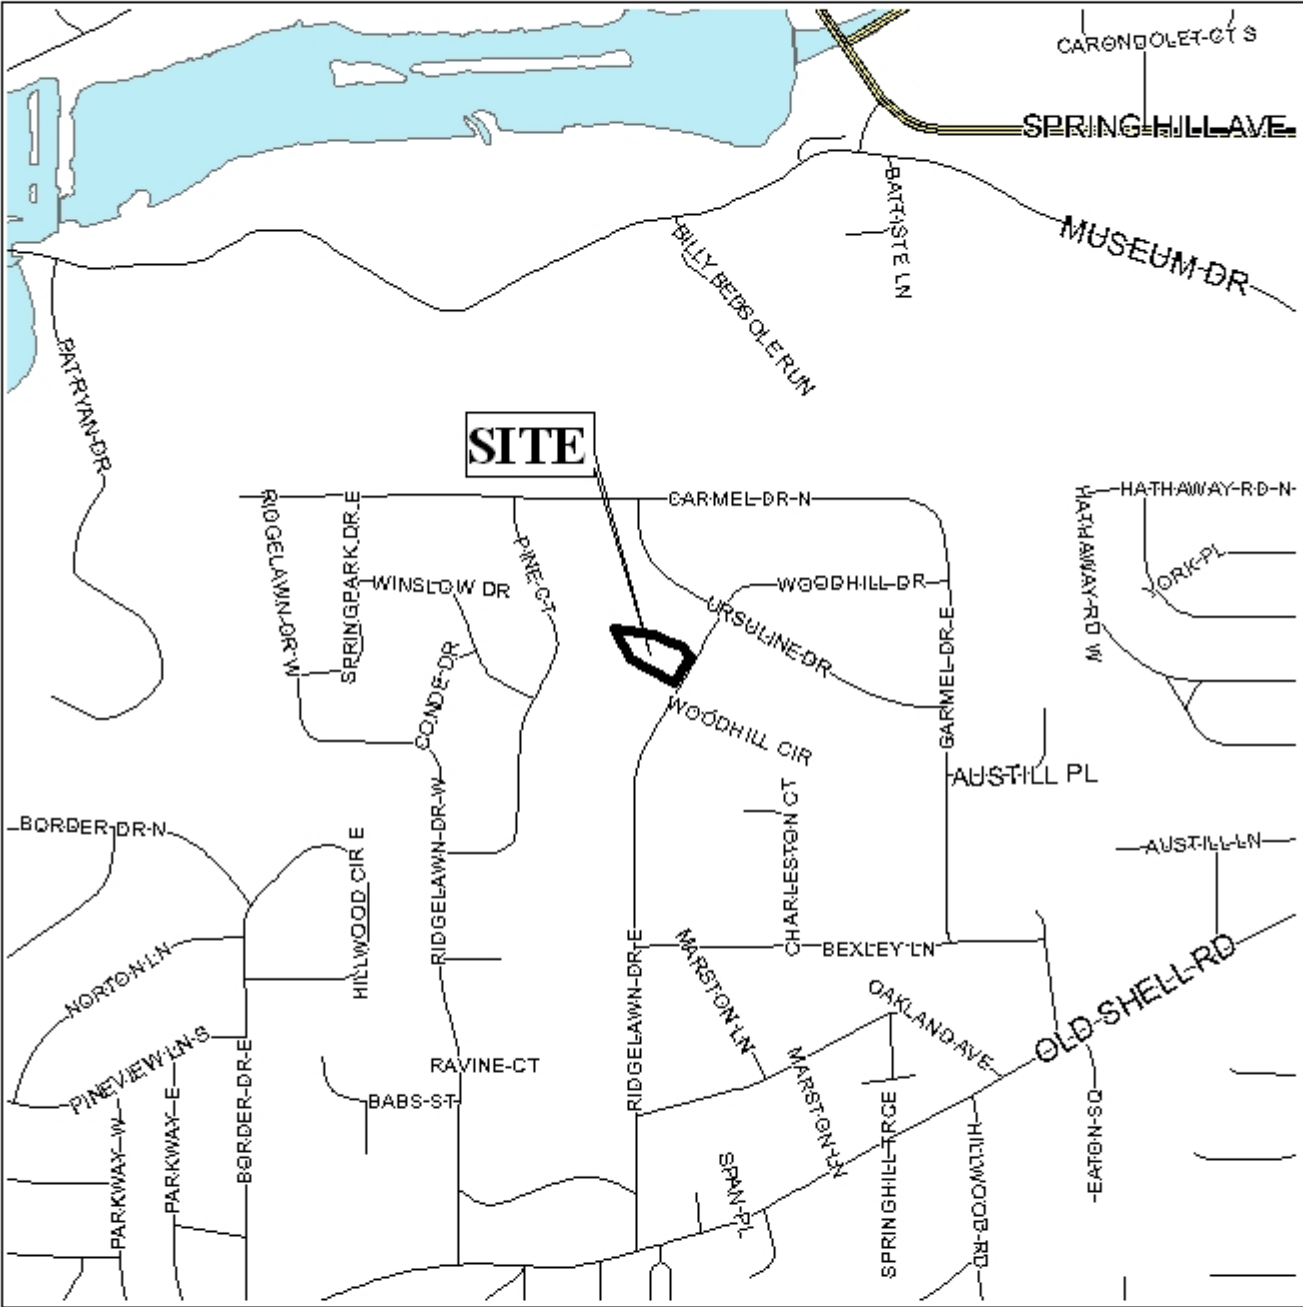 CARONDOLET CT S
SPRING HILL AVE
BATTISTE LN
MUSEUM DR
BILLY BEDSOLE RUN
PAT RYAN DR
SITE
CARMEL DR N
HATHAWAY RD N
RIDGELAWN DR W
SPRINGPARK DR E
PINE CT
HATHAWAY RD W
YORK PL
WINSLOW DR
WOODHILL DR
URSULINE DR
CARMEL DR E
CONDE DR
WOODHILL CIR
AUSTILL PL
RIDGELAWN DR W
CHARLESTON CT
BORDER DR N
HILLWOOD CIR E
AUSTILL LN
NORTON LN
RIDGELAWN DR E
MARSTON LN
BEXLEY LN
OAKLAND AVE
OLD SHELL RD
PINEVIEW LN S
RAVINE CT
BABS ST
BORDER DR E
PARKWAY E
PARKWAY W
MARSTON LN
SPRINGHILL TRCE
HILLWOOD RD
EATON SQ
SPAN PL